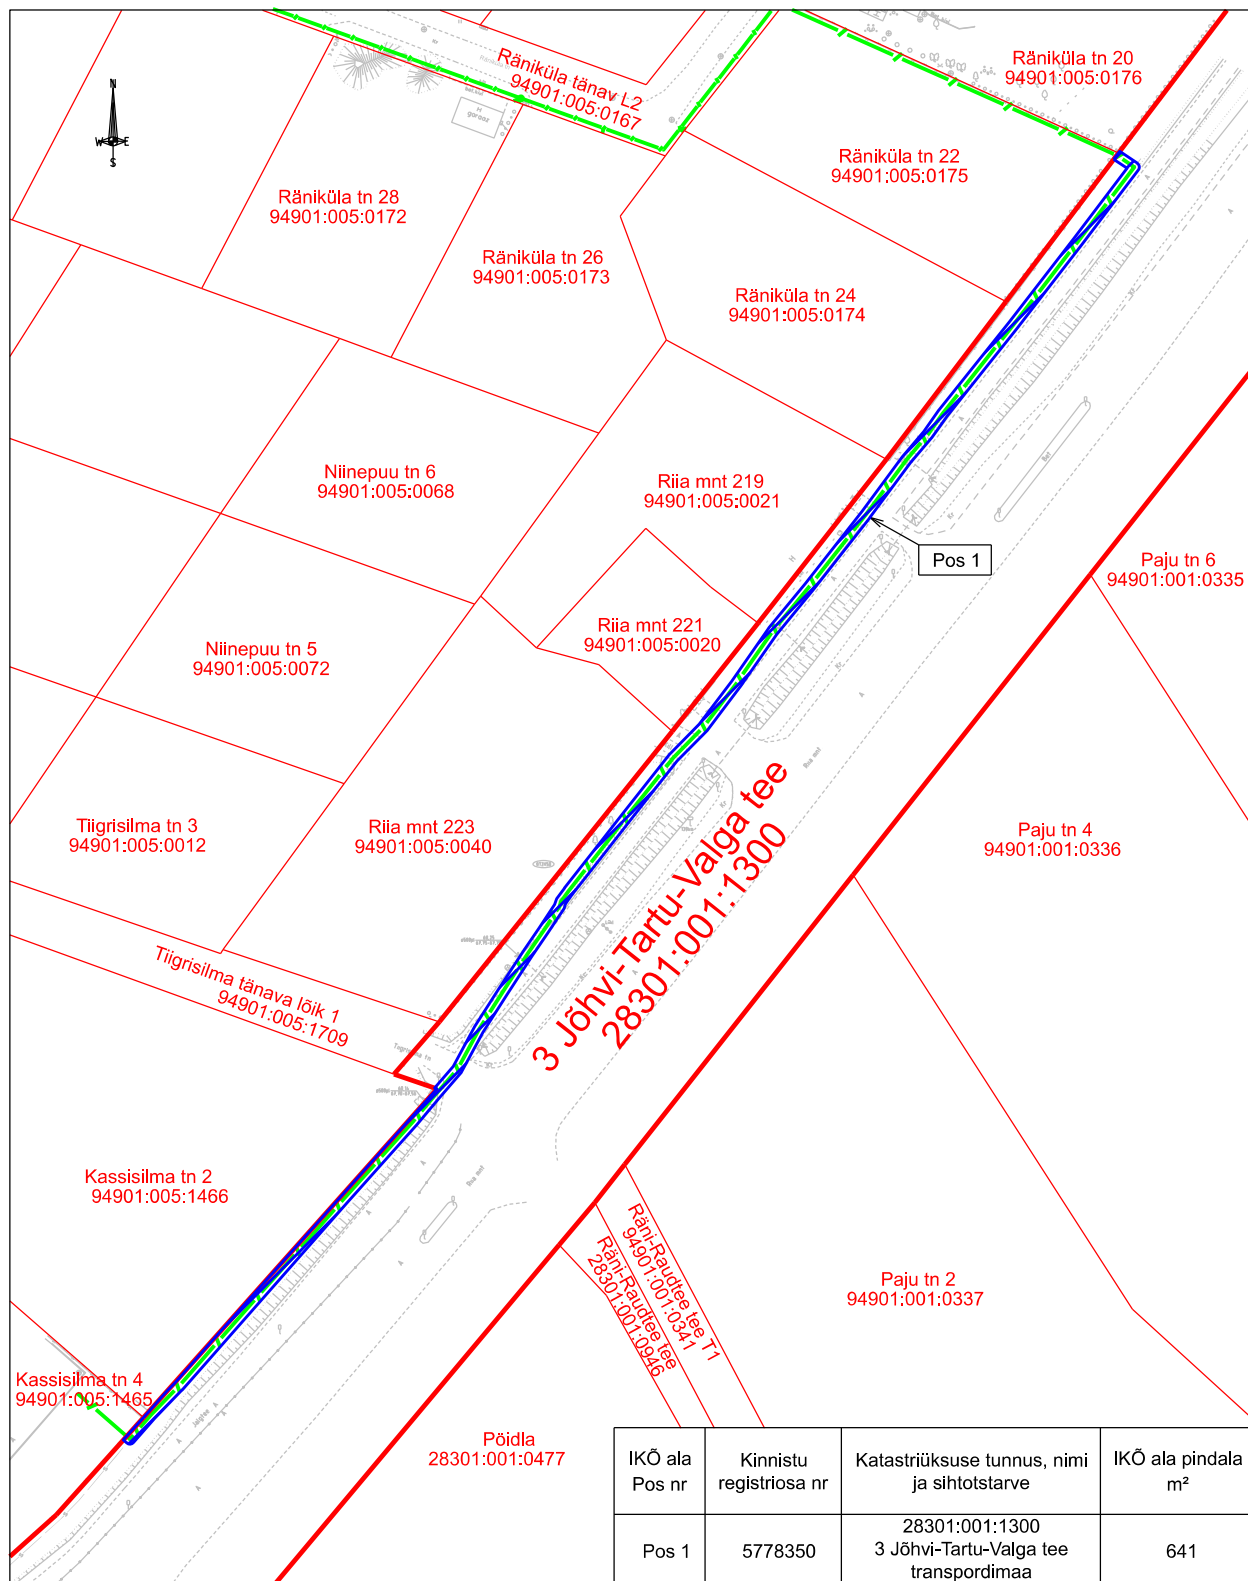 Räniküla tn 20
94901:005:0176
Räniküla tänav L2
94901:005:0167
N
W E
S
H
garaaz
Räniküla tn 22
94901:005:0175
Räniküla tn 28
94901:005:0172
Räniküla tn 26
94901:005:0173
Räniküla tn 24
94901:005:0174
Niinepuu tn 6
94901:005:0068
Riia mnt 219
94901:005:0021
Pos 1
Paju tn 6
94901:001:0335
Riia mnt 221
94901:005:0020
Niinepuu tn 5
94901:005:0072
Tiigrisilma tn 3
94901:005:0012
Riia mnt 223
94901:005:0040
Paju tn 4
94901:001:0336
3 Jõhvi-Tartu-Valga tee
28301:001:1300
Tiigrisilma tänava lõik 1
94901:005:1709
Kassisilma tn 2
94901:005:1466
Räni-Raudtee tee T1
94901:001:0341
Räni-Raudtee tee
28301:001:0946
Paju tn 2
94901:001:0337
Kassisilma tn 4
94901:005:1465
Pöidla
28301:001:0477
IKÕ ala
Pos nr
Kinnistu
registriosa nr
Katastriüksuse tunnus, nimi
ja sihtotstarve
IKÕ ala pindala
m²
Pos 1
5778350
28301:001:1300
3 Jõhvi-Tartu-Valga tee
transpordimaa
641